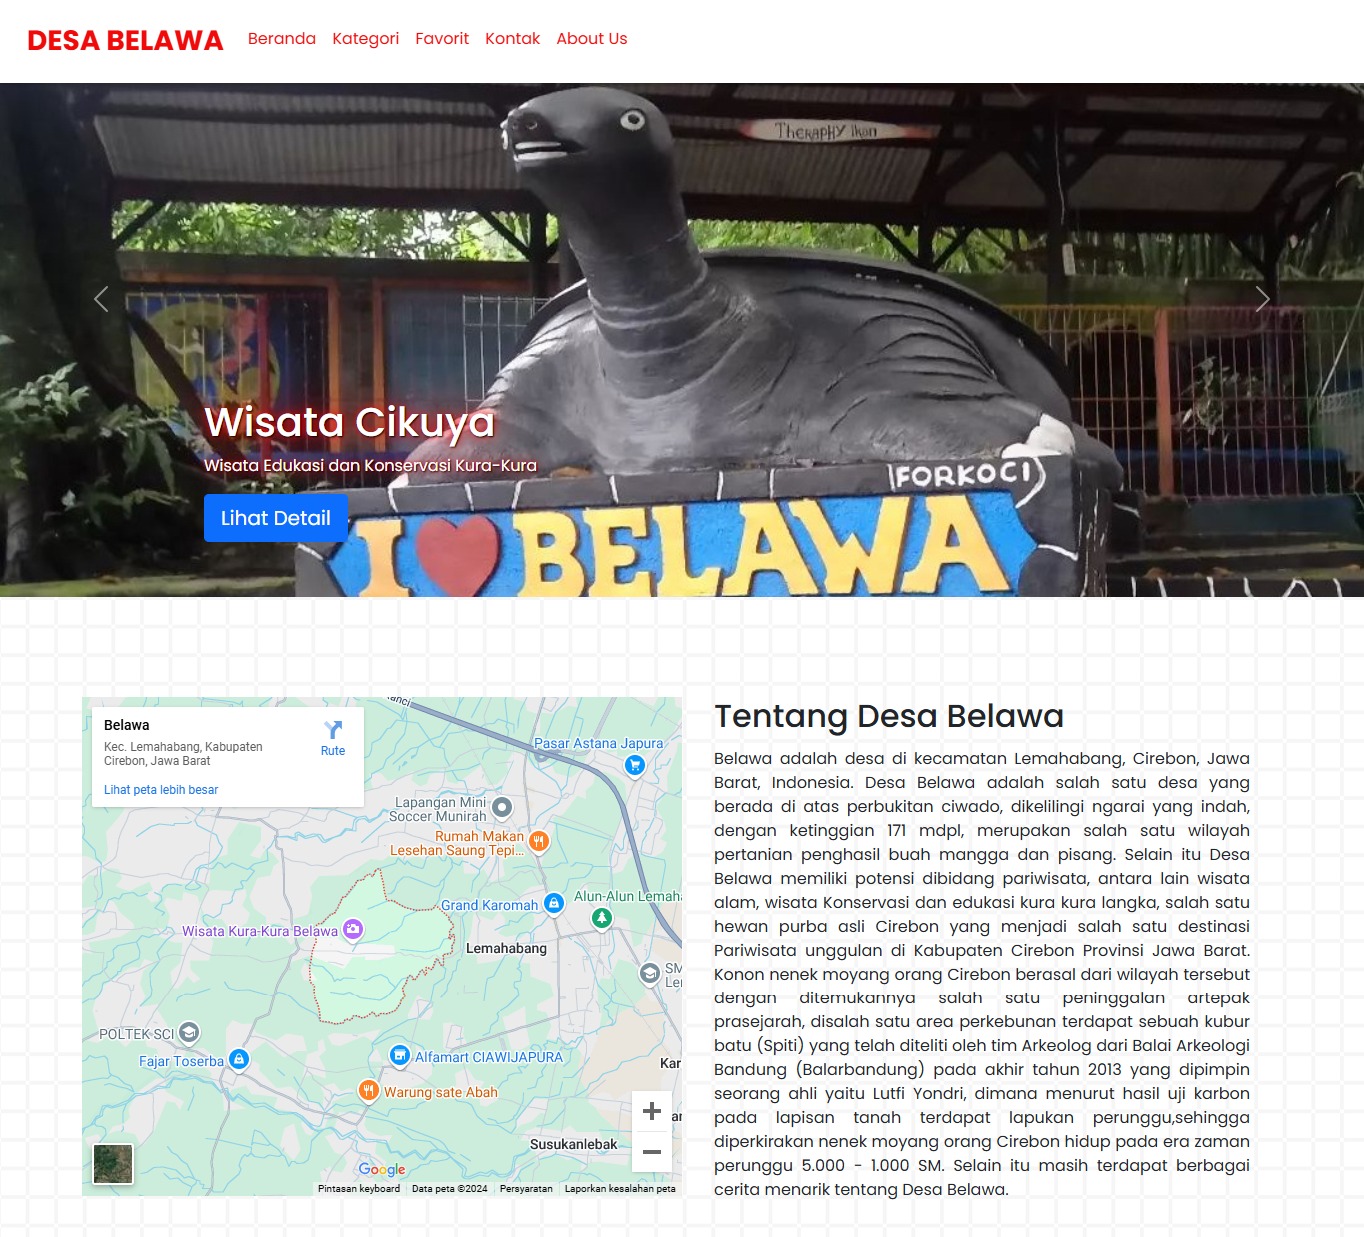 DESA BELAWA Beranda Kategori Favorit Kontak About Us
TheRAPHY Ikon
Wisata Cikuya
Wisata Edukasi dan Konservasi Kura-Kura
Lihat Detail
FORKOCI
I BELAWA
Belawa
Kec. Lemahabang, Kabupaten
Cirebon, Jawa Barat
Rute
Lihat peta lebih besar
Pasar Astana Japura
Lapangan Mini
Soccer Munirah
Rumah Makan
Lesehan Saung Tepi...
Grand Karomah
Alun-Alun Lemah
Wisata Kura-Kura Belawa
Lemahabang
SM
POLTEK SCI
Fajar Toserba
Alfamart CIAWIJAPURA
Kar
Warung sate Abah
Susukanlebak
Google
Pintasan keyboard Data peta ©2024 Persyaratan Laporkan kesalahan peta
Tentang Desa Belawa
Belawa adalah desa di kecamatan Lemahabang, Cirebon, Jawa
Barat, Indonesia. Desa Belawa adalah salah satu desa yang
berada di atas perbukitan ciwado, dikelilingi ngarai yang indah,
dengan ketinggian 171 mdpl, merupakan salah satu wilayah
pertanian penghasil buah mangga dan pisang. Selain itu Desa
Belawa memiliki potensi dibidang pariwisata, antara lain wisata
alam, wisata Konservasi dan edukasi kura kura langka, salah satu
hewan purba asli Cirebon yang menjadi salah satu destinasi
Pariwisata unggulan di Kabupaten Cirebon Provinsi Jawa Barat.
Konon nenek moyang orang Cirebon berasal dari wilayah tersebut
dengan ditemukannya salah satu peninggalan artepak
prasejarah, disalah satu area perkebunan terdapat sebuah kubur
batu (Spiti) yang telah diteliti oleh tim Arkeolog dari Balai Arkeologi
Bandung (Balarbandung) pada akhir tahun 2013 yang dipimpin
seorang ahli yaitu Lutfi Yondri, dimana menurut hasil uji karbon
pada lapisan tanah terdapat lapukan perunggu,sehingga
diperkirakan nenek moyang orang Cirebon hidup pada era zaman
perunggu 5.000 - 1.000 SM. Selain itu masih terdapat berbagai
cerita menarik tentang Desa Belawa.